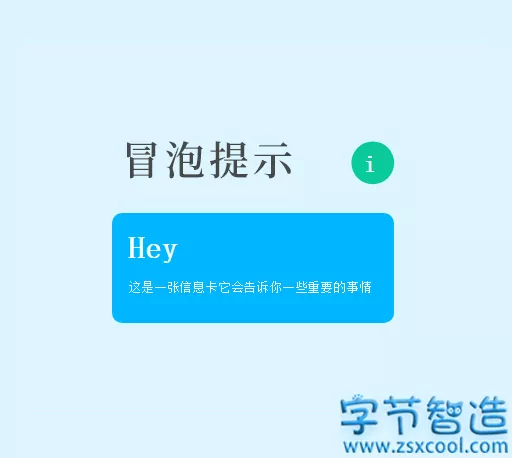 冒泡提示
i
Hey
这是一张信息卡它会告诉你一些重要的事情
字节智造
www.zsxcool.com